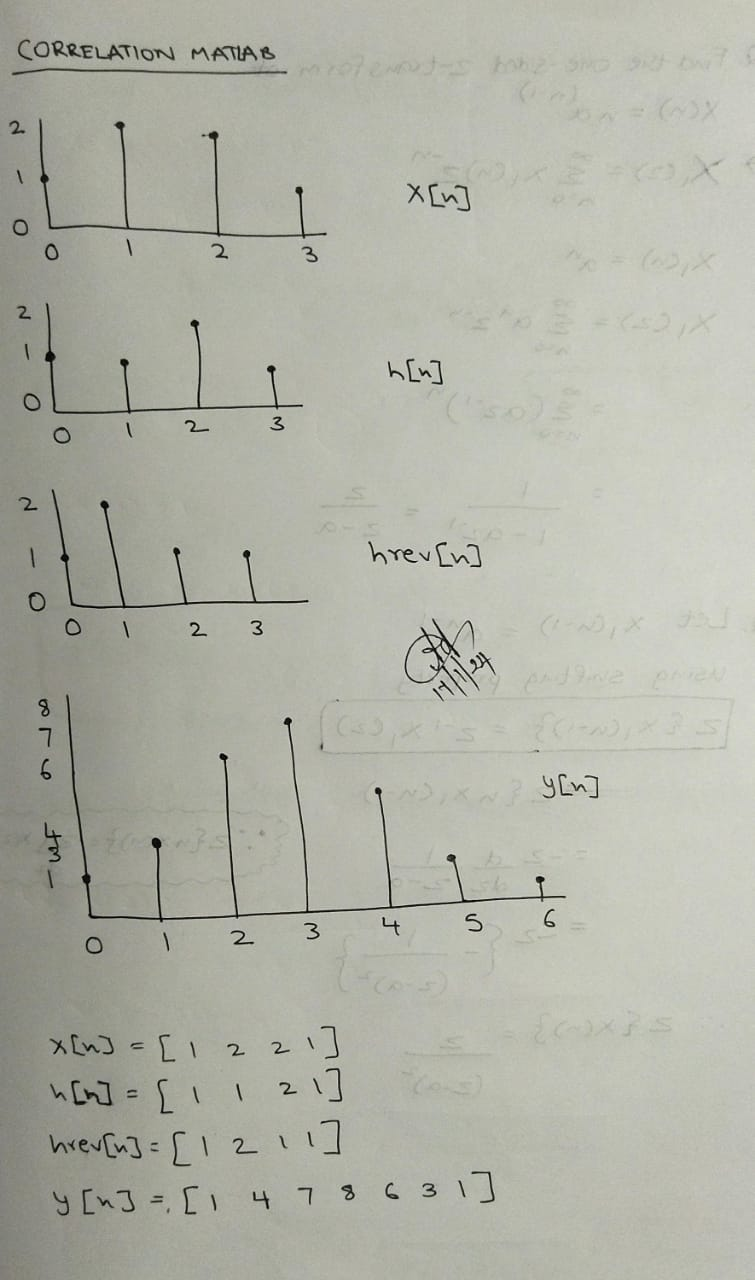 CORRELATION MATLAB
2
1
0
0 1 2 3
x[n]
2
1
0
0 1 2 3
h[n]
2
1
0
0 1 2 3
hrev[n]
17/1/24
8
7
6
4
3
1
0 1 2 3 4 5 6
y[n]
x[n] = [ 1 2 2 1 ]
h[n] = [ 1 1 2 1 ]
hrev[n] = [ 1 2 1 1 ]
y[n] = [ 1 4 7 8 6 3 1 ]